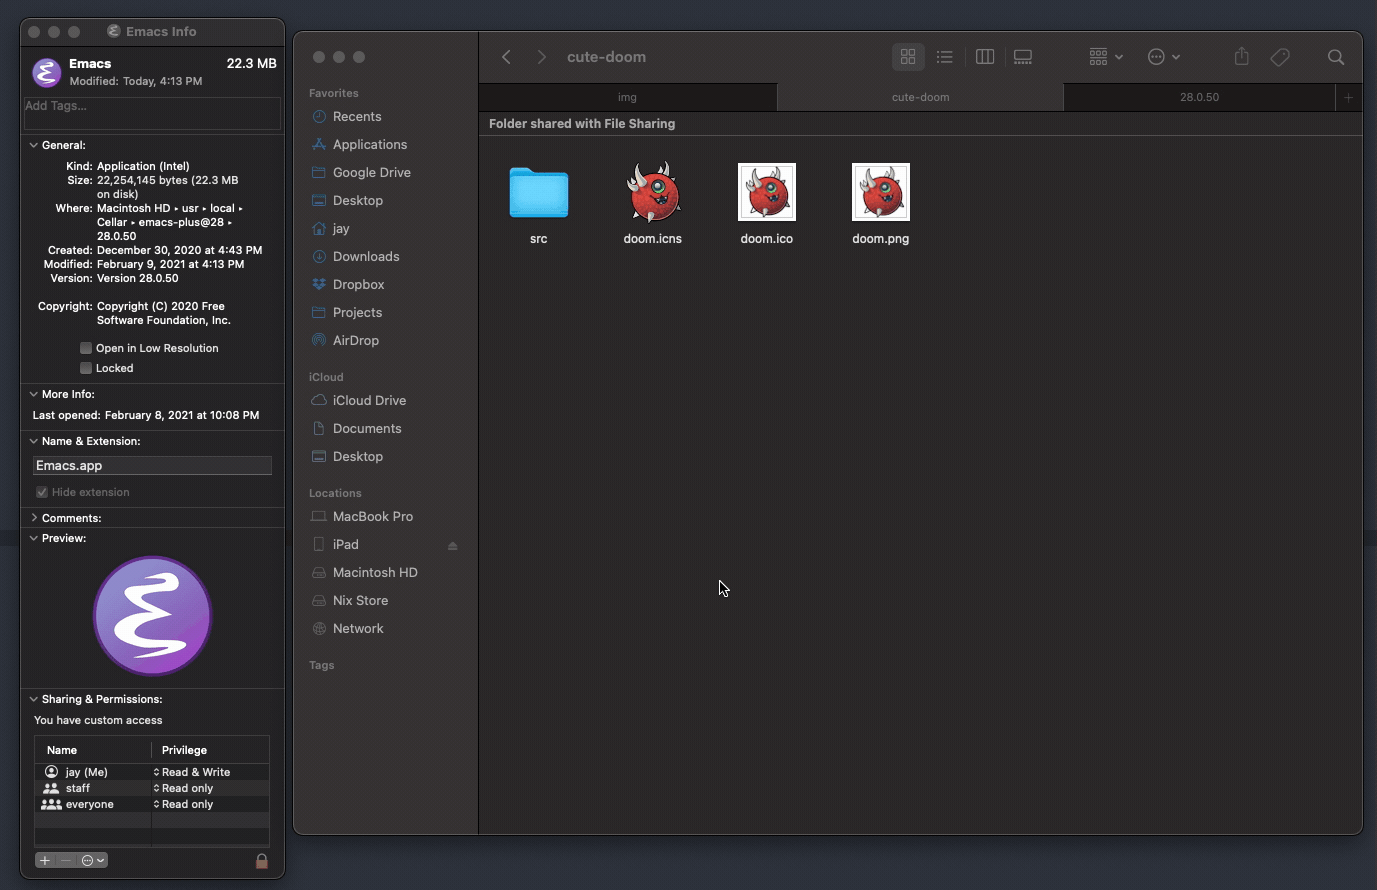 Emacs Info
Emacs
22.3 MB
Modified: Today, 4:13 PM
Add Tags...
General:
Kind: Application (Intel)
Size: 22,254,145 bytes (22.3 MB
on disk)
Where: Macintosh HD ▸ usr ▸ local ▸
Cellar ▸ emacs-plus@28 ▸
28.0.50
Created: December 30, 2020 at 4:43 PM
Modified: February 9, 2021 at 4:13 PM
Version: Version 28.0.50
Copyright: Copyright (C) 2020 Free
Software Foundation, Inc.
Open in Low Resolution
Locked
More Info:
Last opened: February 8, 2021 at 10:08 PM
Name & Extension:
Emacs.app
Hide extension
Comments:
Preview:
Sharing & Permissions:
You have custom access
Name Privilege
jay (Me) Read & Write
staff Read only
everyone Read only
Favorites
Recents
Applications
Google Drive
Desktop
jay
Downloads
Dropbox
Projects
AirDrop
iCloud
iCloud Drive
Documents
Desktop
Locations
MacBook Pro
iPad
Macintosh HD
Nix Store
Network
Tags
cute-doom
img cute-doom 28.0.50
Folder shared with File Sharing
src doom.icns doom.ico doom.png